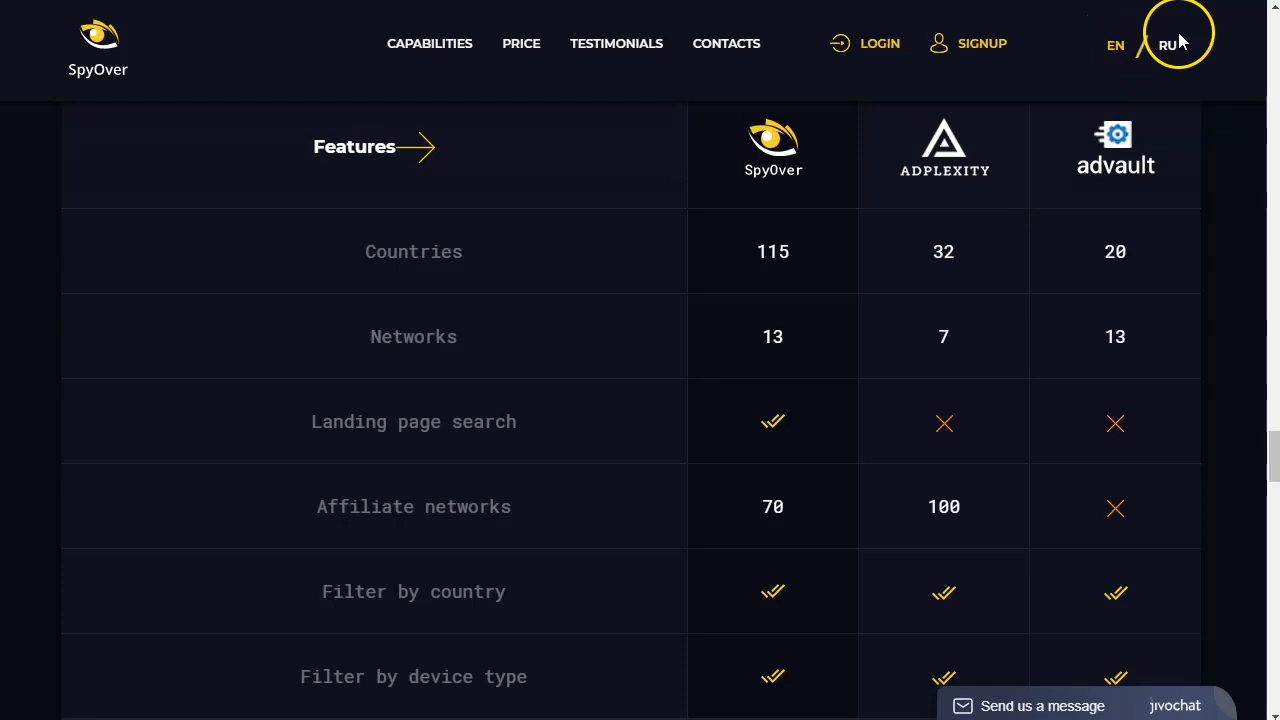 SpyOver
CAPABILITIES PRICE TESTIMONIALS CONTACTS LOGIN SIGNUP EN / RU
Features
SpyOver ADPLEXITY advault
Countries 115 32 20
Networks 13 7 13
Landing page search
Affiliate networks 70 100
Filter by country
Filter by device type
Send us a message jivochat